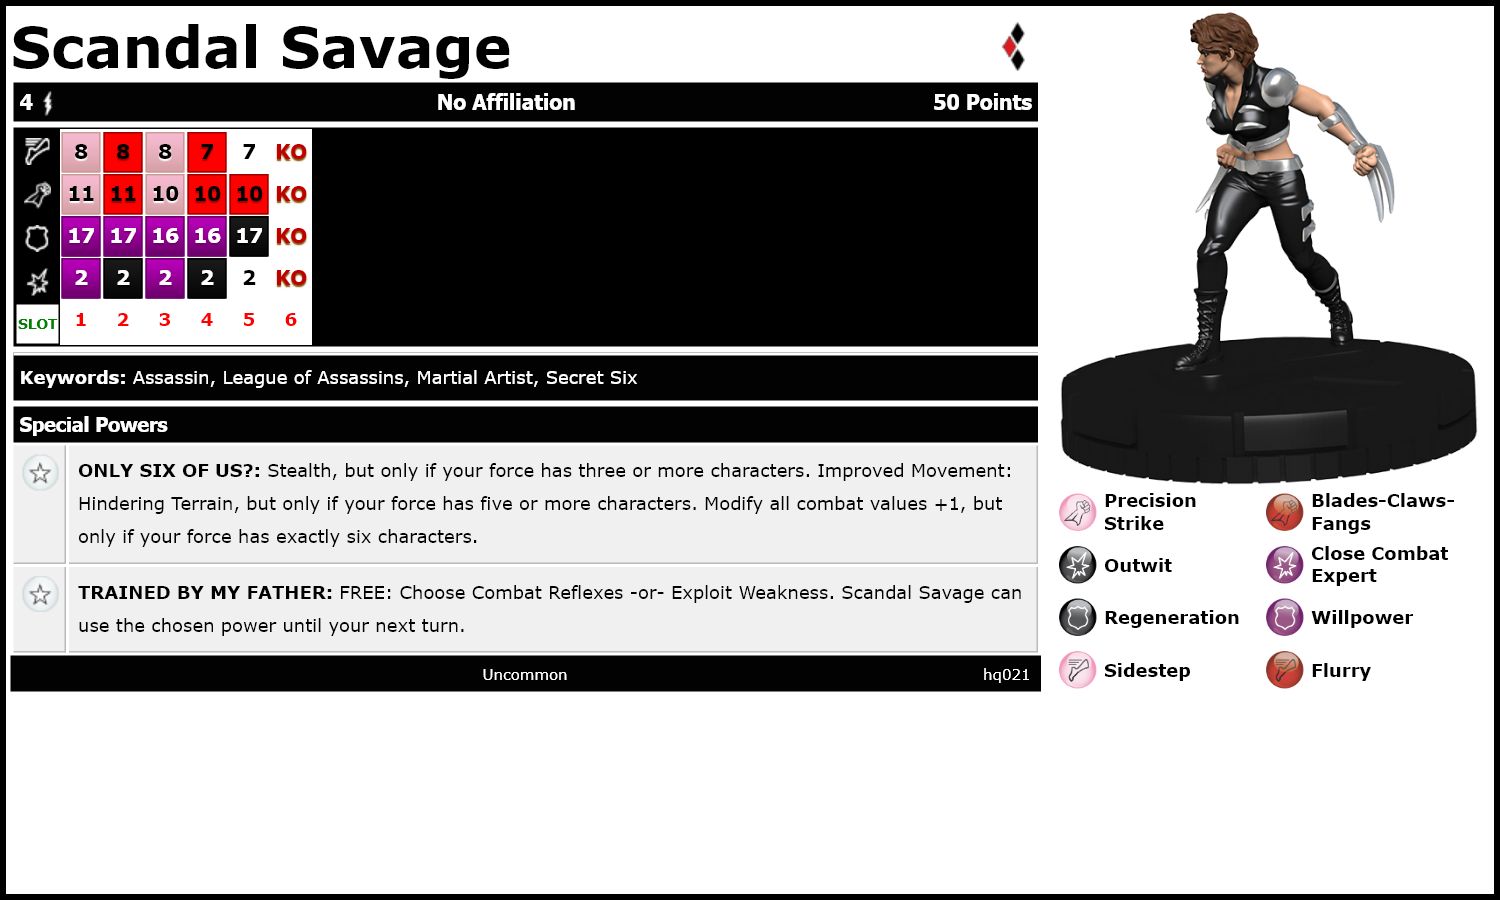 Scandal Savage
4 No Affiliation 50 Points
8 8 8 7 7 KO
11 11 10 10 10 KO
17 17 16 16 17 KO
2 2 2 2 2 KO
SLOT 1 2 3 4 5 6
Keywords: Assassin, League of Assassins, Martial Artist, Secret Six
Special Powers
ONLY SIX OF US?: Stealth, but only if your force has three or more characters. Improved Movement:
Hindering Terrain, but only if your force has five or more characters. Modify all combat values +1, but
only if your force has exactly six characters.
TRAINED BY MY FATHER: FREE: Choose Combat Reflexes -or- Exploit Weakness. Scandal Savage can
use the chosen power until your next turn.
Uncommon hq021
Precision
Strike
Blades-Claws-
Fangs
Outwit
Close Combat
Expert
Regeneration
Willpower
Sidestep
Flurry